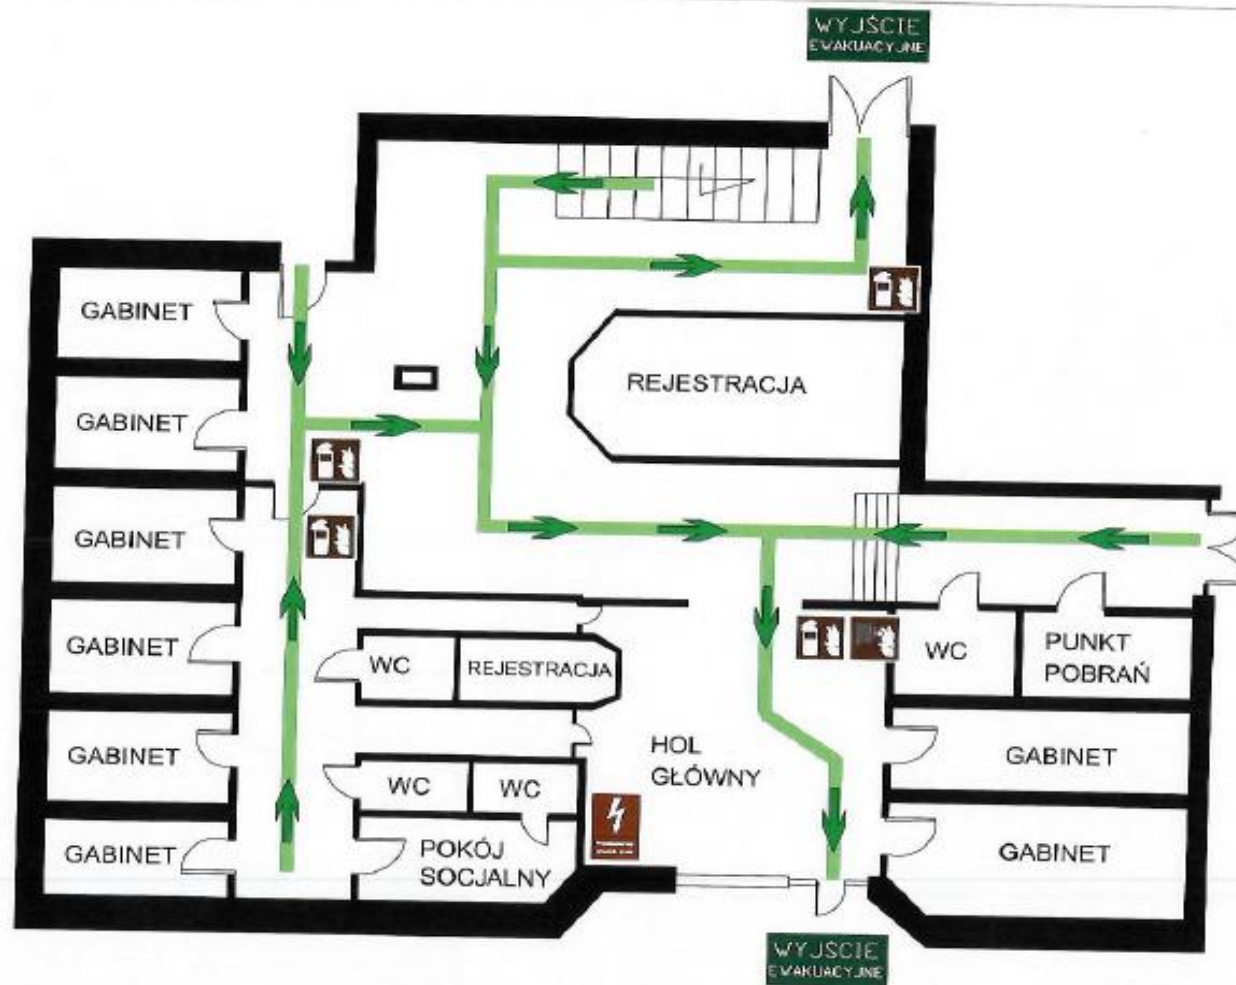 WYJŚCIE
EWAKUACYJNE
GABINET
GABINET
REJESTRACJA
GABINET
GABINET
WC
REJESTRACJA
WC
PUNKT
POBRAŃ
GABINET
HOL
GŁÓWNY
GABINET
WC
WC
GABINET
POKÓJ
SOCJALNY
GABINET
WYJSCIE
EWAKUACYJNE